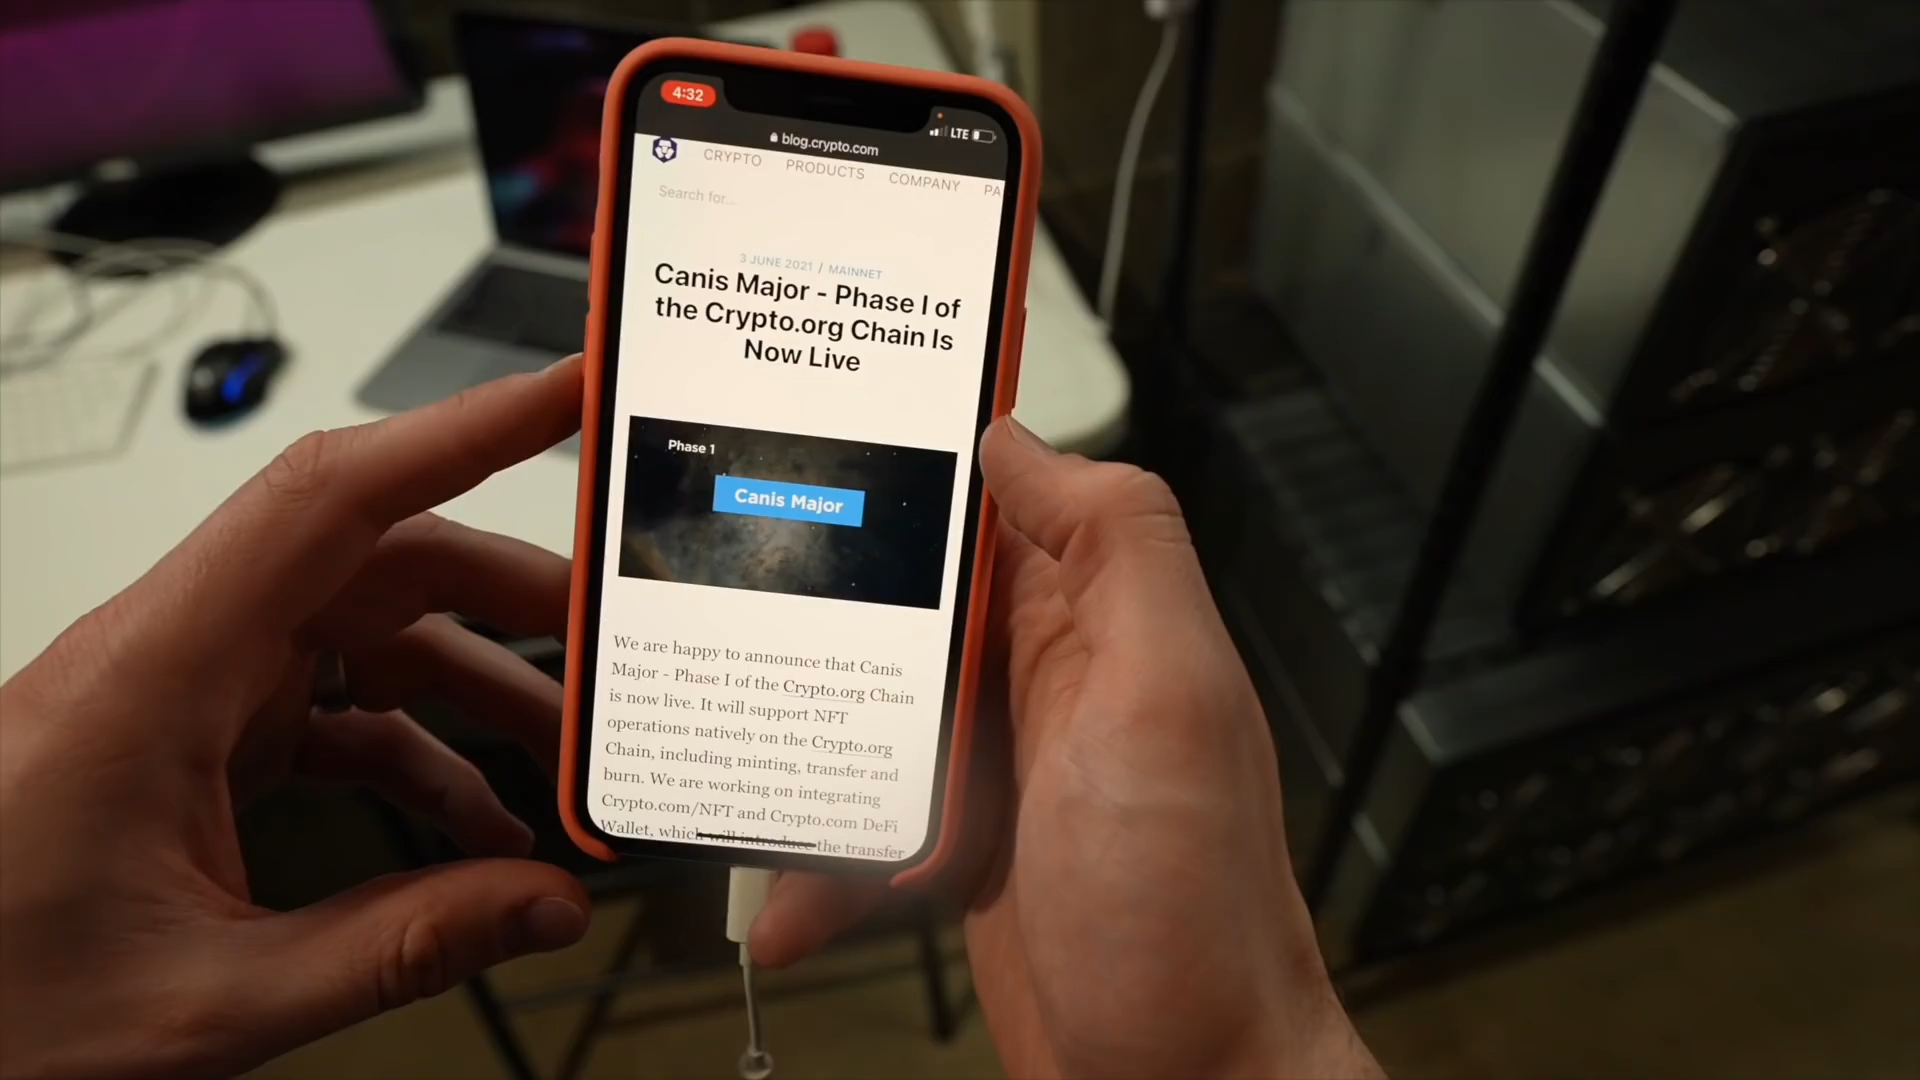 4:32
LTE
blog.crypto.com
CRYPTO PRODUCTS COMPANY PA
Search for...
3 JUNE 2021 / MAINNET
Canis Major - Phase I of
the Crypto.org Chain Is
Now Live
Phase 1
Canis Major
We are happy to announce that Canis
Major - Phase I of the Crypto.org Chain
is now live. It will support NFT
operations natively on the Crypto.org
Chain, including minting, transfer and
burn. We are working on integrating
Crypto.com/NFT and Crypto.com DeFi
Wallet, which will introduce the transfer